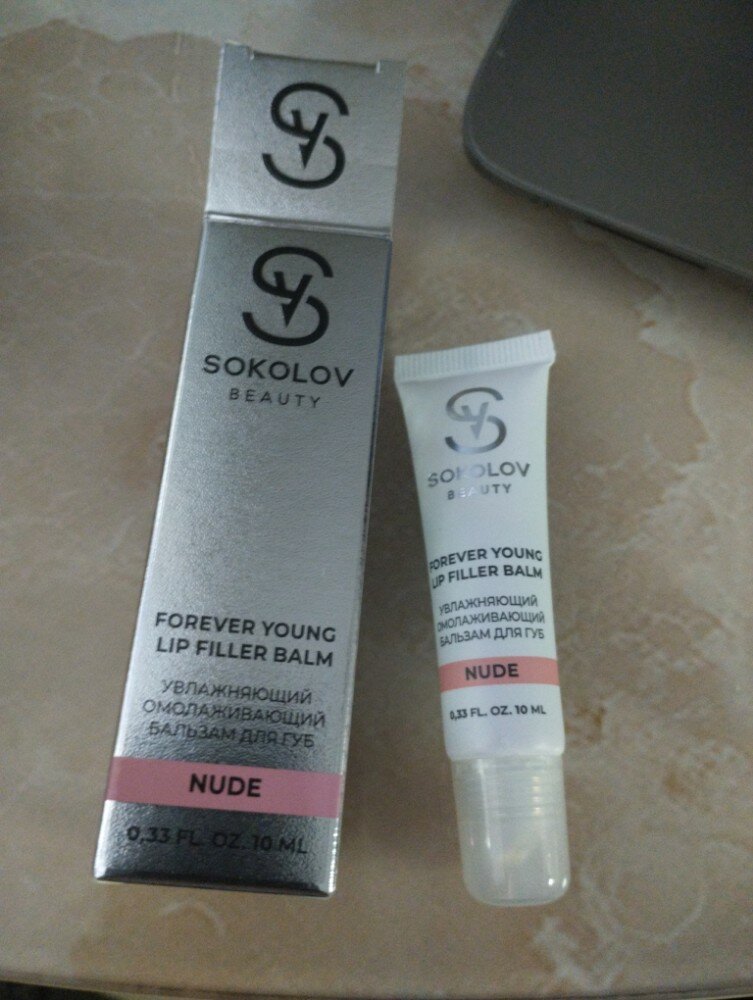 SOKOLOV
BEAUTY
FOREVER YOUNG
LIP FILLER BALM
УВЛАЖНЯЮЩИЙ
ОМОЛАЖИВАЮЩИЙ
БАЛЬЗАМ ДЛЯ ГУБ
NUDE
0.33 FL. OZ. 10 ML
SOKOLOV
BEAUTY
FOREVER YOUNG
LIP FILLER BALM
УВЛАЖНЯЮЩИЙ
ОМОЛАЖИВАЮЩИЙ
БАЛЬЗАМ ДЛЯ ГУБ
NUDE
0,33 FL. OZ. 10 ML